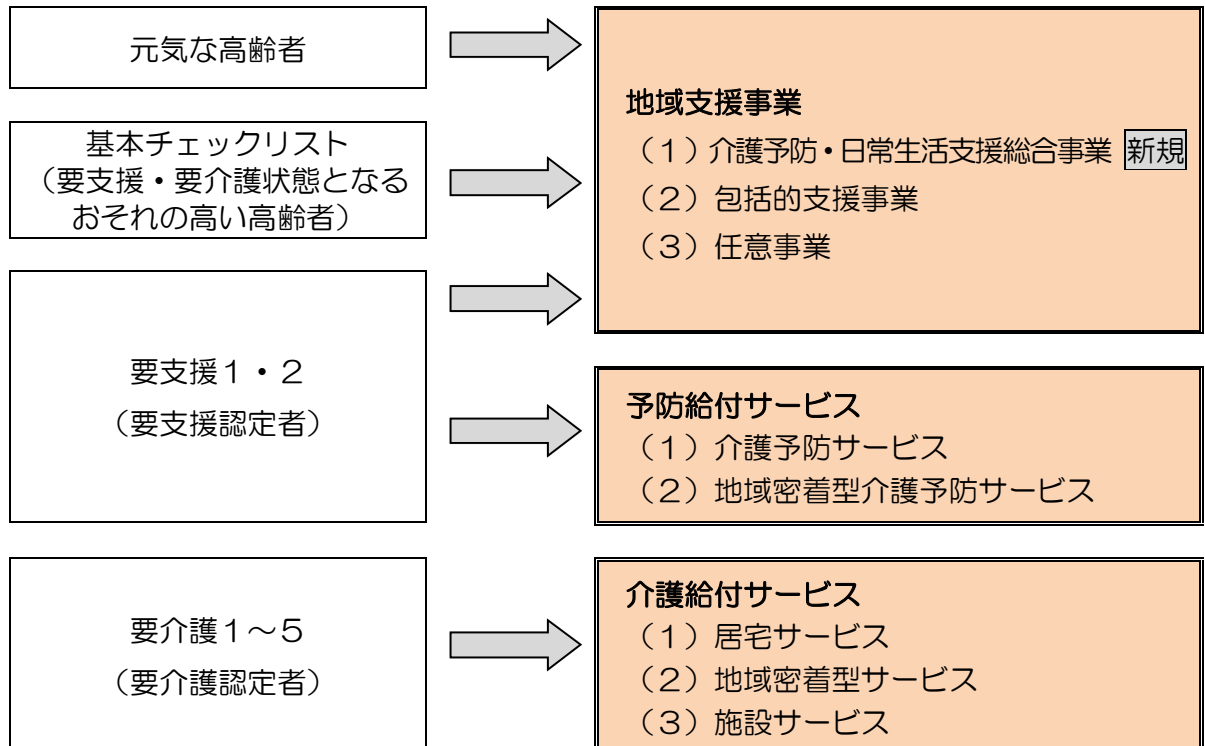 元気な高齢者
基本チェックリスト
（要支援・要介護状態となる
おそれの高い高齢者）
要支援１・２
（要支援認定者）
要介護１～５
（要介護認定者）
地域支援事業
（１）介護予防・日常生活支援総合事業 新規
（２）包括的支援事業
（３）任意事業
予防給付サービス
（１）介護予防サービス
（２）地域密着型介護予防サービス
介護給付サービス
（１）居宅サービス
（２）地域密着型サービス
（３）施設サービス